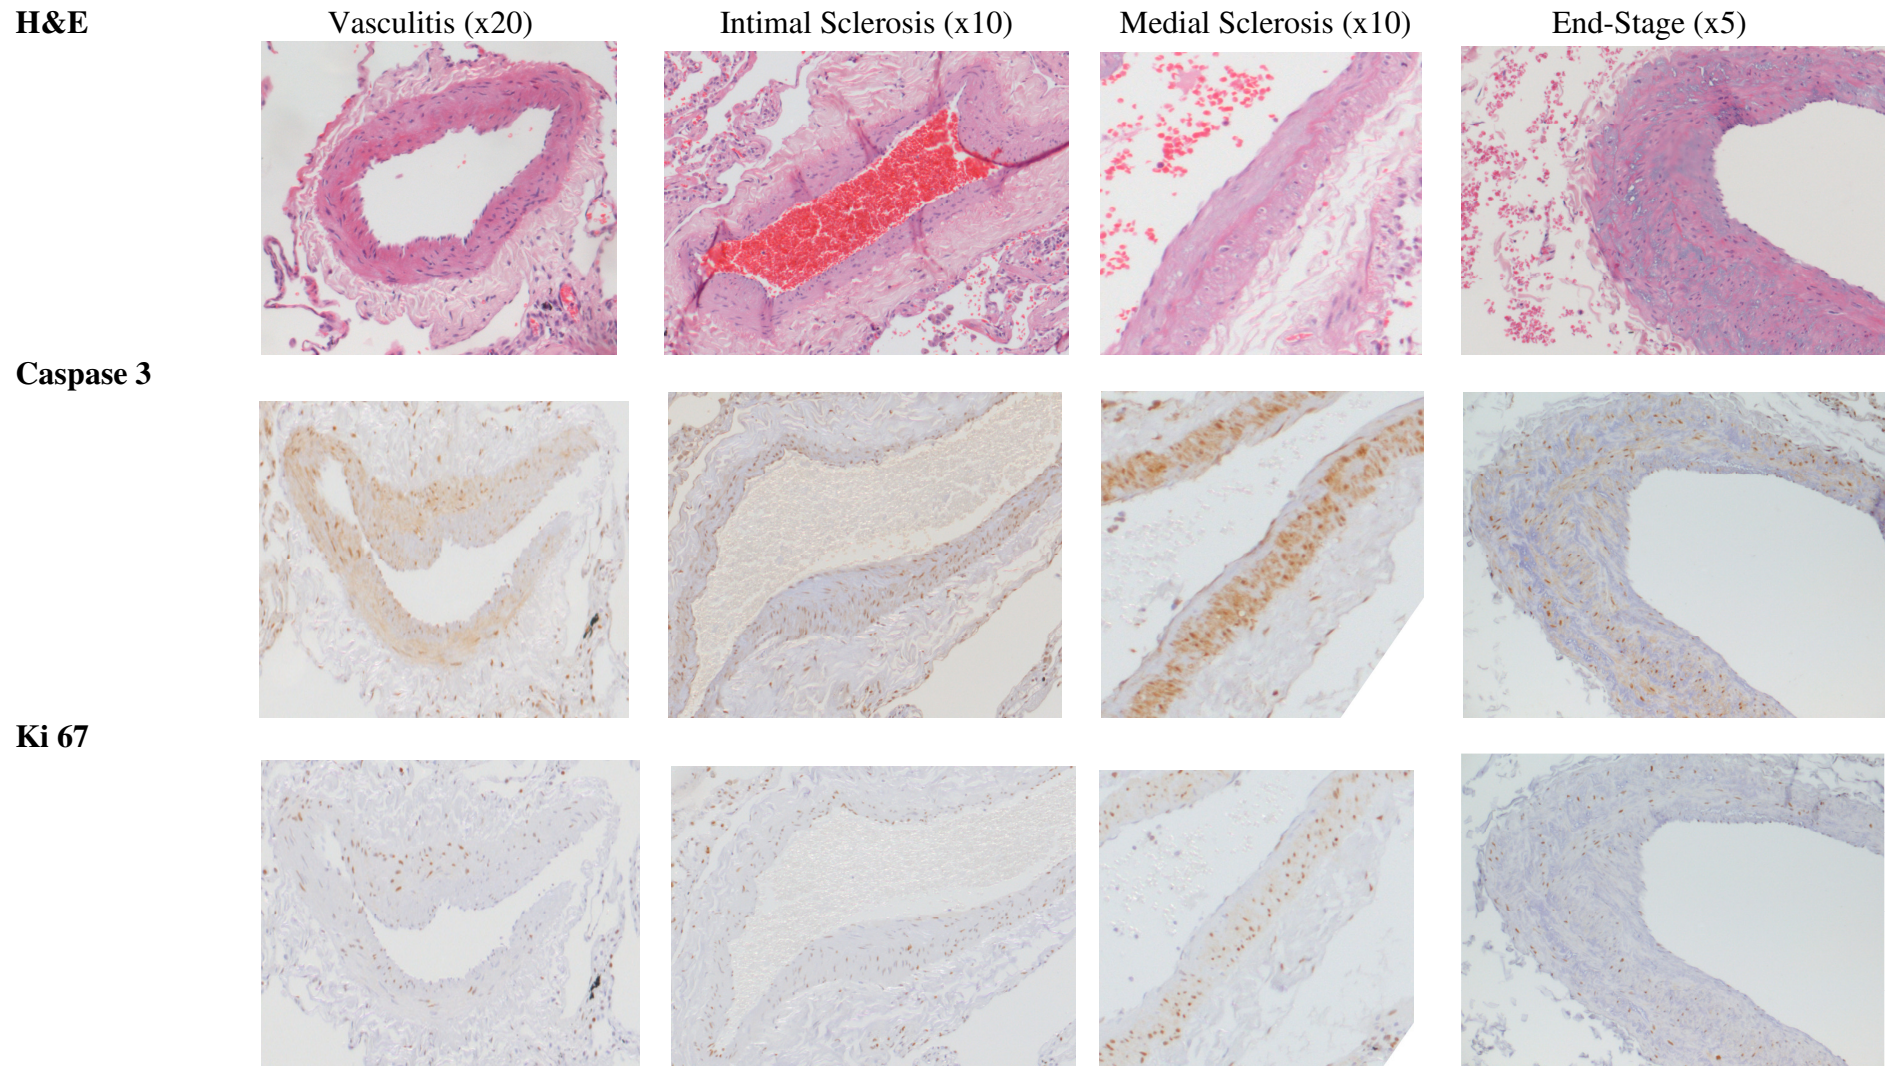 H&E
Vasculitis (x20)
Intimal Sclerosis (x10)
Medial Sclerosis (x10)
End-Stage (x5)
Caspase 3
Ki 67